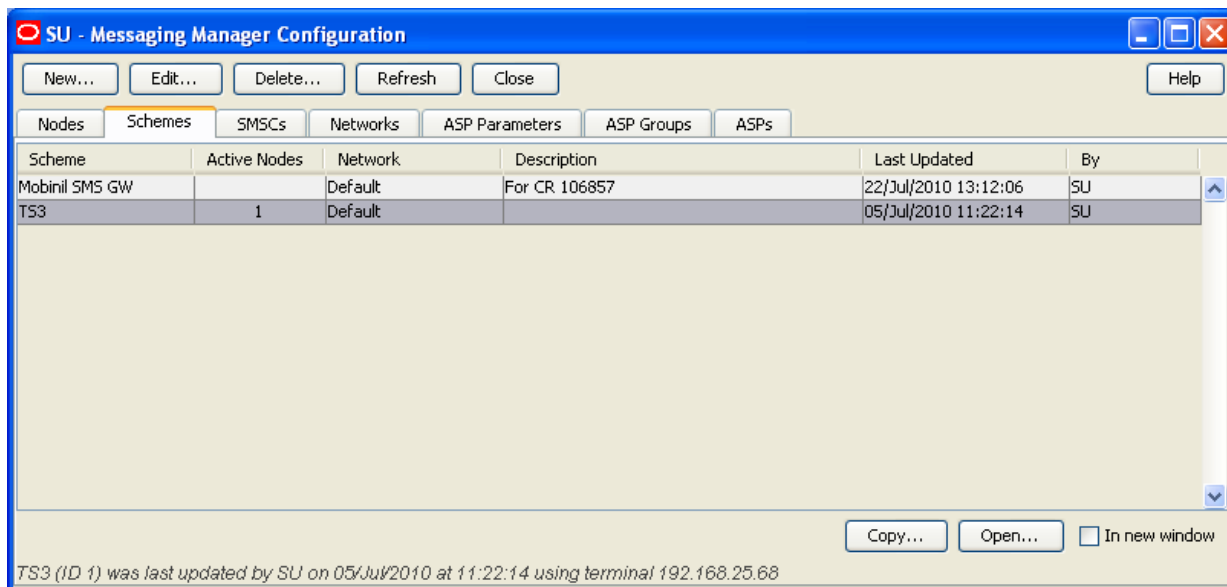 SU - Messaging Manager Configuration
New... Edit... Delete... Refresh Close Help
Nodes Schemes SMSCs Networks ASP Parameters ASP Groups ASPs
Scheme Active Nodes Network Description Last Updated By
Mobinil SMS GW Default For CR 106857 22/Jul/2010 13:12:06 SU
TS3 1 Default 05/Jul/2010 11:22:14 SU
Copy... Open... In new window
TS3 (ID 1) was last updated by SU on 05/Jul/2010 at 11:22:14 using terminal 192.168.25.68